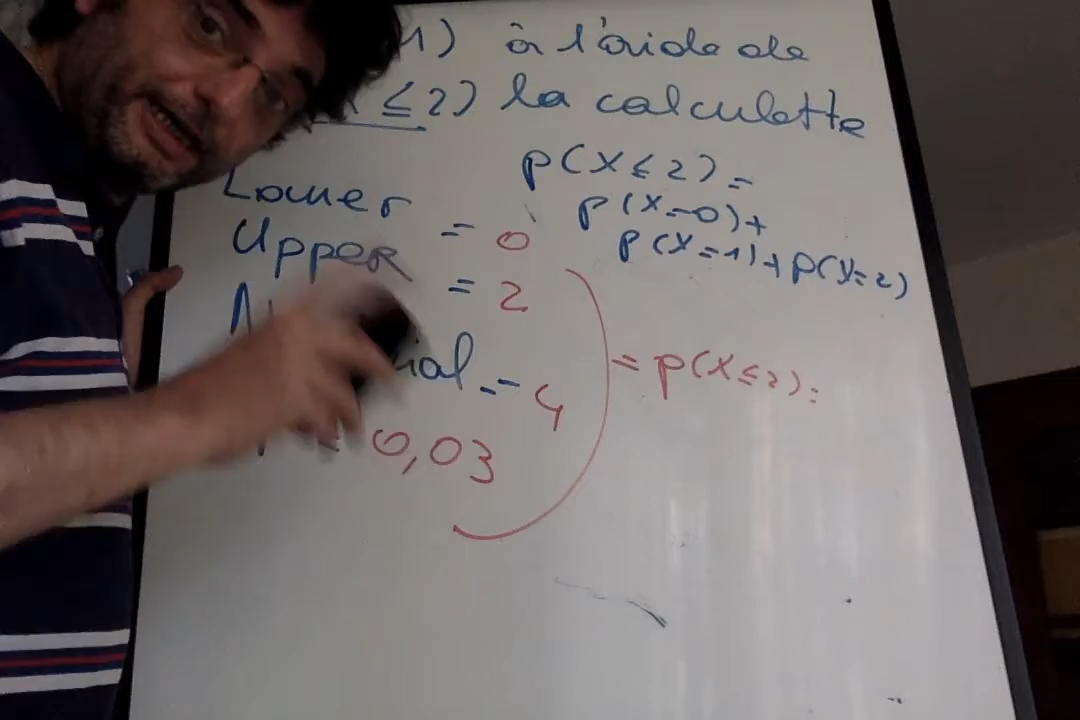 1) à l'aide de
≤ 2) la calculette
p(X ≤ 2) =
p(X=0)+
p(X=1)+p(X=2)
Lower = 0
Upper = 2
ial = 4
0,03
= p(X ≤ 2) :